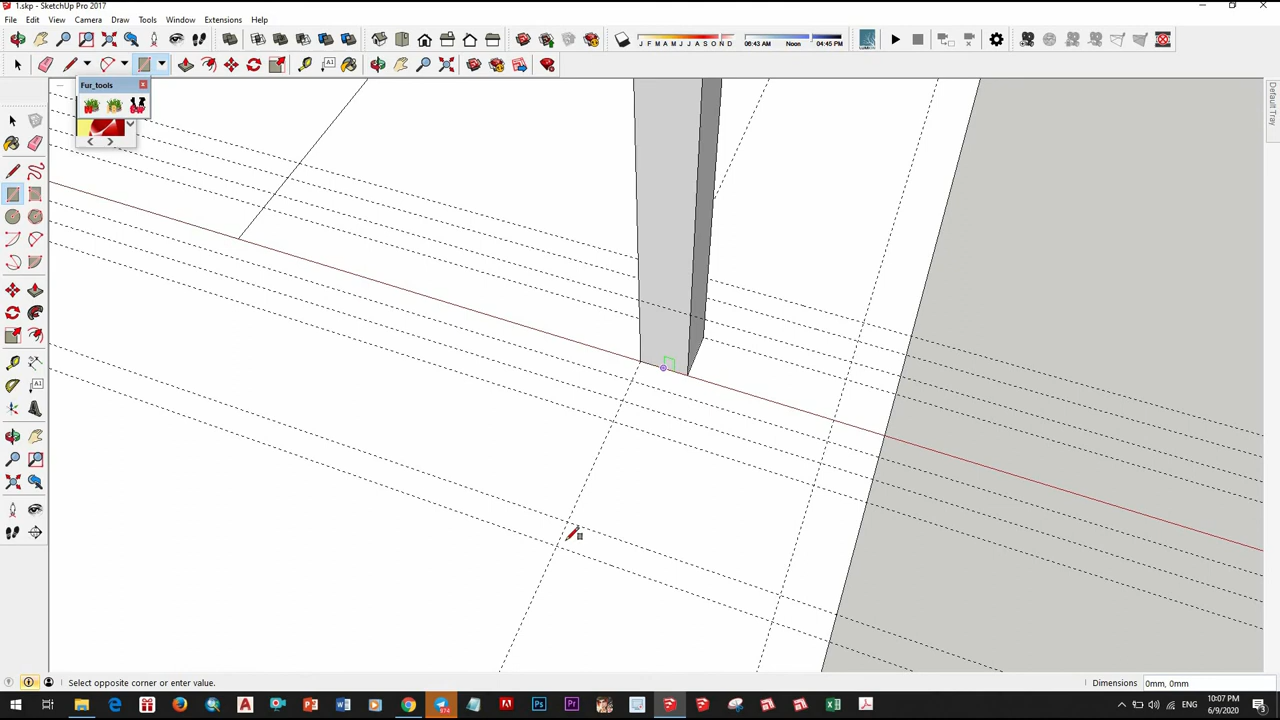 1.skp - SketchUp Pro 2017
File Edit View Camera Draw Tools Window Extensions Help
J F M A M J J A S O N D 06:43 AM Noon 04:45 PM
Fur_tools
Default Tray
Select opposite corner or enter value.
Dimensions 0mm, 0mm
ENG
10:07 PM
6/9/2020